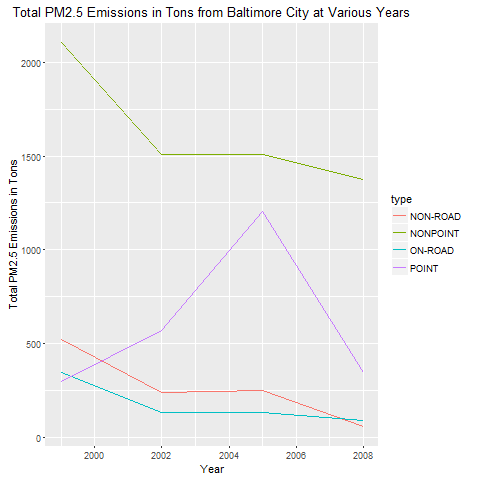 Total PM2.5 Emissions in Tons from Baltimore City at Various Years
Total PM2.5 Emissions in Tons
2000
1500
1000
500
0
2000 2002 2004 2006 2008
Year
type
NON-ROAD
NONPOINT
ON-ROAD
POINT